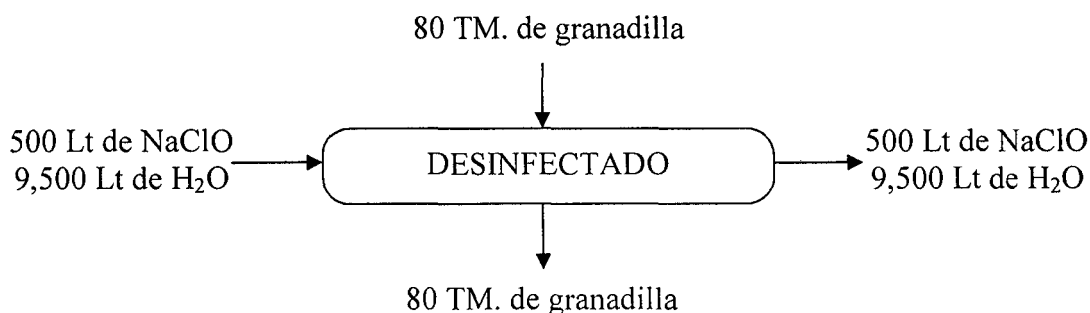 80 TM. de granadilla
500 Lt de NaClO
9,500 Lt de H₂O
DESINFECTADO
500 Lt de NaClO
9,500 Lt de H₂O
80 TM. de granadilla